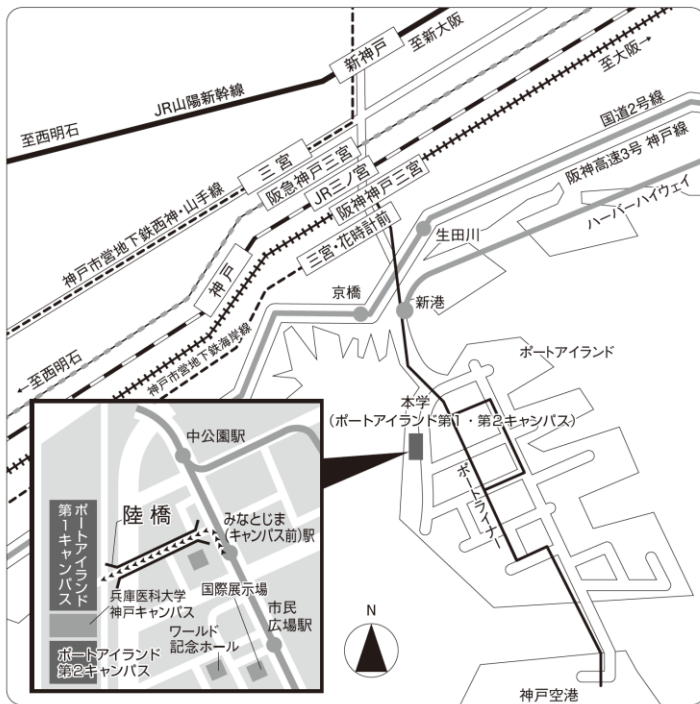 新神戸
至新大阪
至大阪→
JR山陽新幹線
至西明石
国道2号線
阪神高速3号 神戸線
ハーバーハイウェイ
三宮
阪急神戸三宮
JR三ノ宮
阪神神戸三宮
三宮・花時計前
神戸市営地下鉄西神・山手線
神戸
生田川
京橋
新港
←至西明石
神戸市営地下鉄海岸線
ポートアイランド
本学
(ポートアイランド第1・第2キャンパス)
ポートライナー
中公園駅
陸橋
みなとじま
(キャンパス前)駅
ポートアイランド
第1キャンパス
兵庫医科大学
神戸キャンパス
国際展示場
市民
広場駅
ワールド
記念ホール
ポートアイランド
第2キャンパス
N
神戸空港